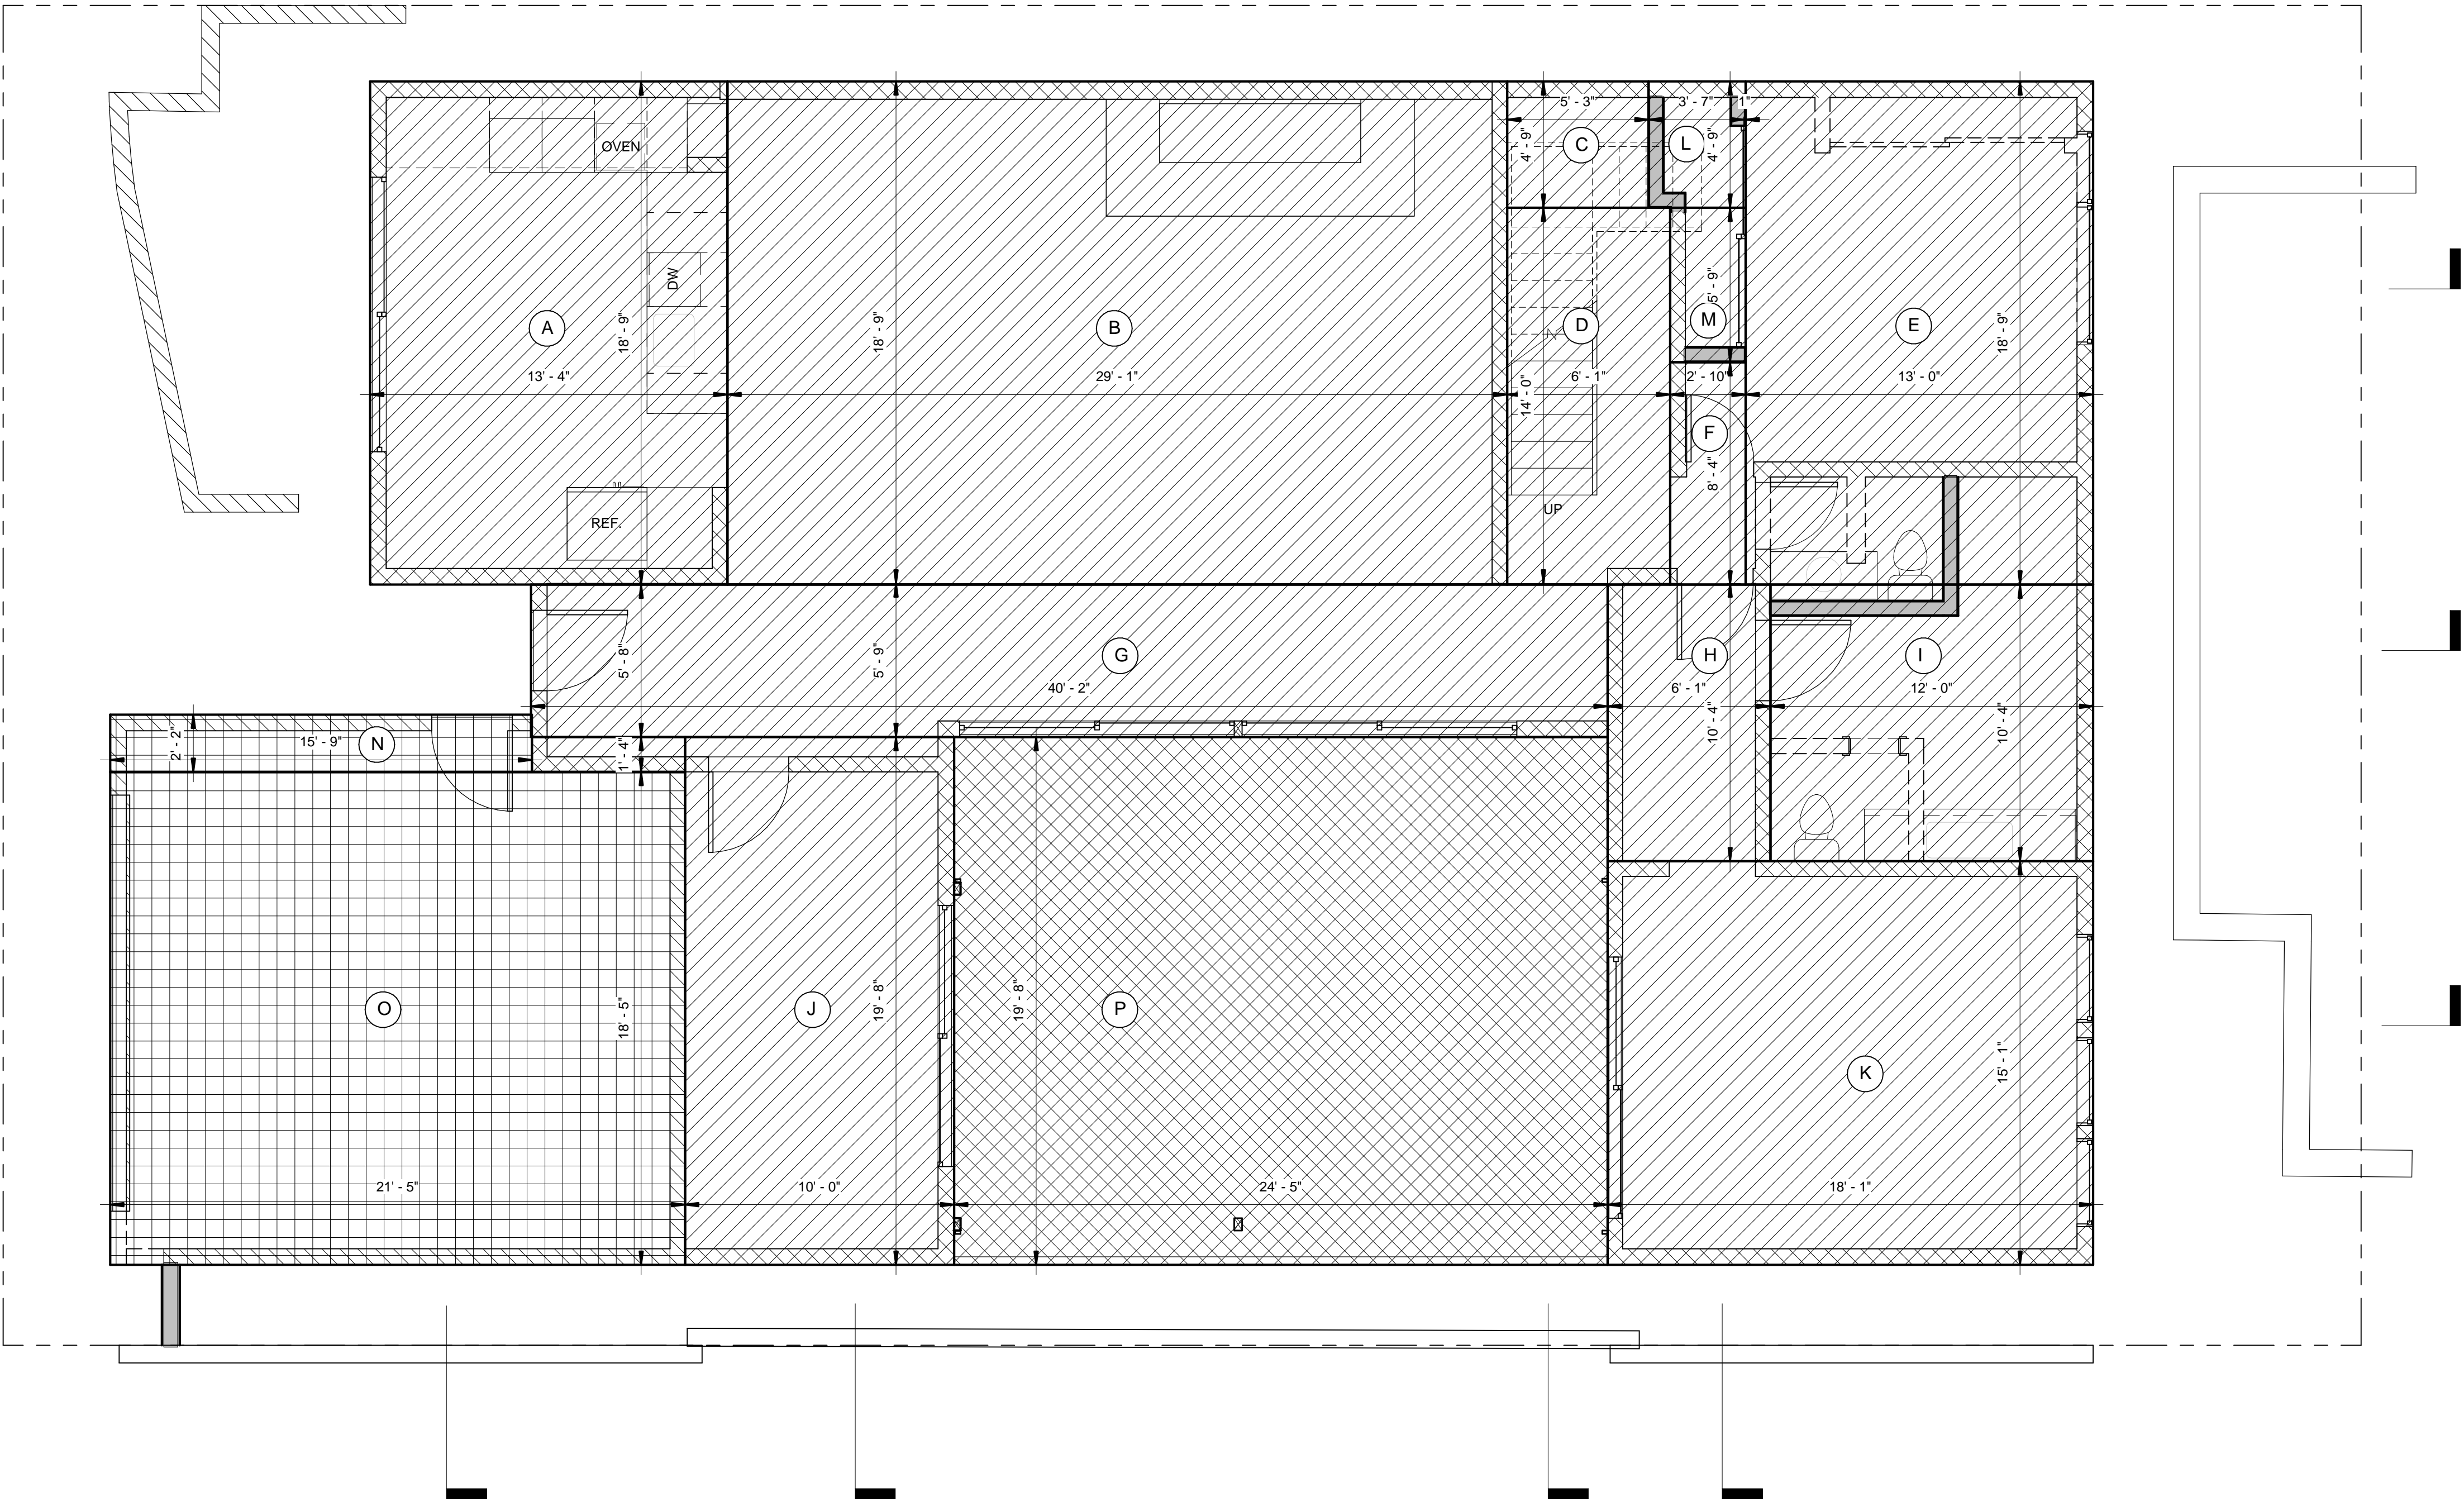 5' - 3"
3' - 7"
1"
4' - 9"
C
L
4' - 9"
OVEN
DW
5' - 9"
A
18' - 9"
18' - 9"
B
D
M
E
18' - 9"
13' - 4"
29' - 1"
14' - 0"
6' - 1"
2' - 10"
13' - 0"
F
8' - 4"
REF.
UP
5' - 8"
5' - 9"
G
H
I
40' - 2"
6' - 1"
12' - 0"
10' - 4"
10' - 4"
2' - 2"
15' - 9"
N
1' - 4"
O
18' - 5"
J
19' - 8"
19' - 8"
P
K
15' - 1"
21' - 5"
10' - 0"
24' - 5"
18' - 1"